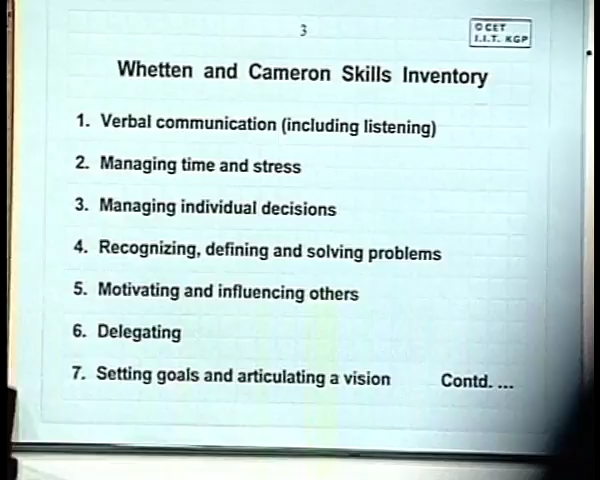 3
© CET
I.I.T. KGP
Whetten and Cameron Skills Inventory
1. Verbal communication (including listening)
2. Managing time and stress
3. Managing individual decisions
4. Recognizing, defining and solving problems
5. Motivating and influencing others
6. Delegating
7. Setting goals and articulating a vision Contd. ...